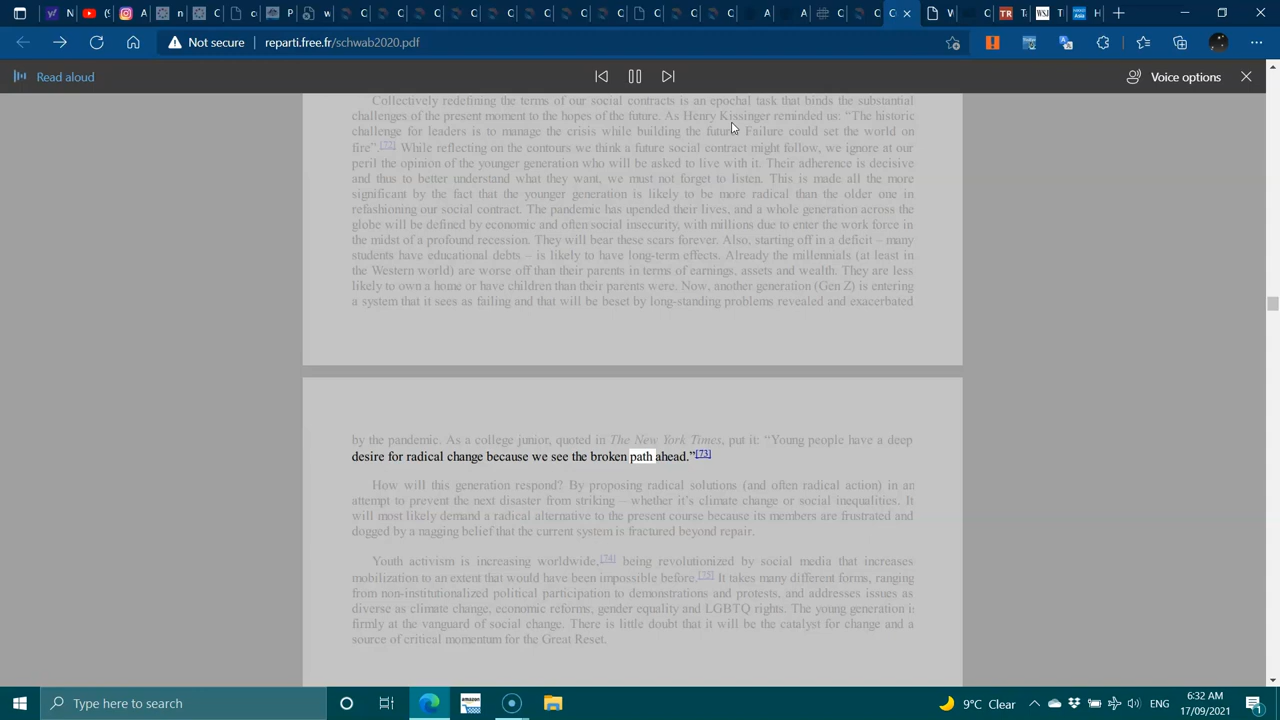 N
A
n
C
C
C
P
w
C
C
C
C
C
C
C
C
C
C
A
A
C
C
C
W
C
TR
T
WSJ
T
H
Not secure
reparti.free.fr/schwab2020.pdf
Read aloud
Voice options
Collectively redefining the terms of our social contracts is an epochal task that binds the substantial
challenges of the present moment to the hopes of the future. As Henry Kissinger reminded us: “The historic
challenge for leaders is to manage the crisis while building the future. Failure could set the world on
fire”.[72] While reflecting on the contours we think a future social contract might follow, we ignore at our
peril the opinion of the younger generation who will be asked to live with it. Their adherence is decisive
and thus to better understand what they want, we must not forget to listen. This is made all the more
significant by the fact that the younger generation is likely to be more radical than the older one in
refashioning our social contract. The pandemic has upended their lives, and a whole generation across the
globe will be defined by economic and often social insecurity, with millions due to enter the work force in
the midst of a profound recession. They will bear these scars forever. Also, starting off in a deficit – many
students have educational debts – is likely to have long-term effects. Already the millennials (at least in
the Western world) are worse off than their parents in terms of earnings, assets and wealth. They are less
likely to own a home or have children than their parents were. Now, another generation (Gen Z) is entering
a system that it sees as failing and that will be beset by long-standing problems revealed and exacerbated
by the pandemic. As a college junior, quoted in The New York Times, put it: “Young people have a deep
desire for radical change because we see the broken path ahead.”[73]
How will this generation respond? By proposing radical solutions (and often radical action) in an
attempt to prevent the next disaster from striking – whether it’s climate change or social inequalities. It
will most likely demand a radical alternative to the present course because its members are frustrated and
dogged by a nagging belief that the current system is fractured beyond repair.
Youth activism is increasing worldwide,[74] being revolutionized by social media that increases
mobilization to an extent that would have been impossible before.[75] It takes many different forms, ranging
from non-institutionalized political participation to demonstrations and protests, and addresses issues as
diverse as climate change, economic reforms, gender equality and LGBTQ rights. The young generation is
firmly at the vanguard of social change. There is little doubt that it will be the catalyst for change and a
source of critical momentum for the Great Reset.
Type here to search
amazon
9°C Clear
ENG
6:32 AM
17/09/2021